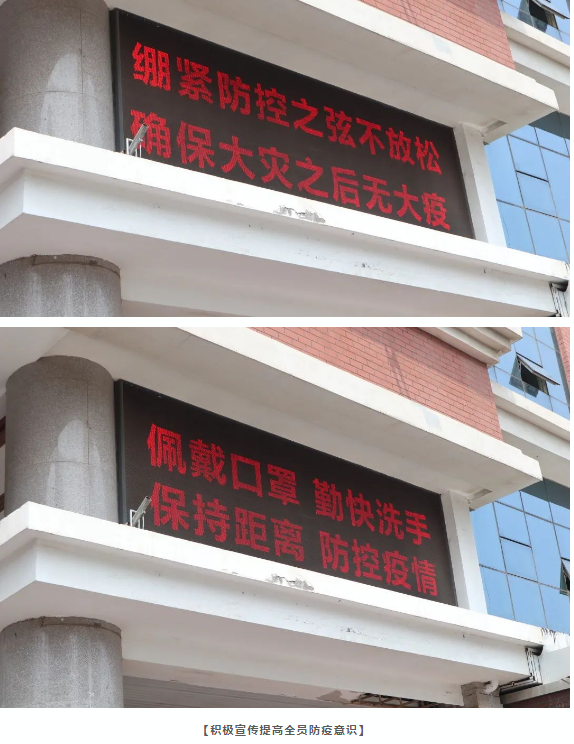 绷紧防控之弦不放松
确保大灾之后无大疫
佩戴口罩 勤快洗手
保持距离 防控疫情
【积极宣传提高全员防疫意识】